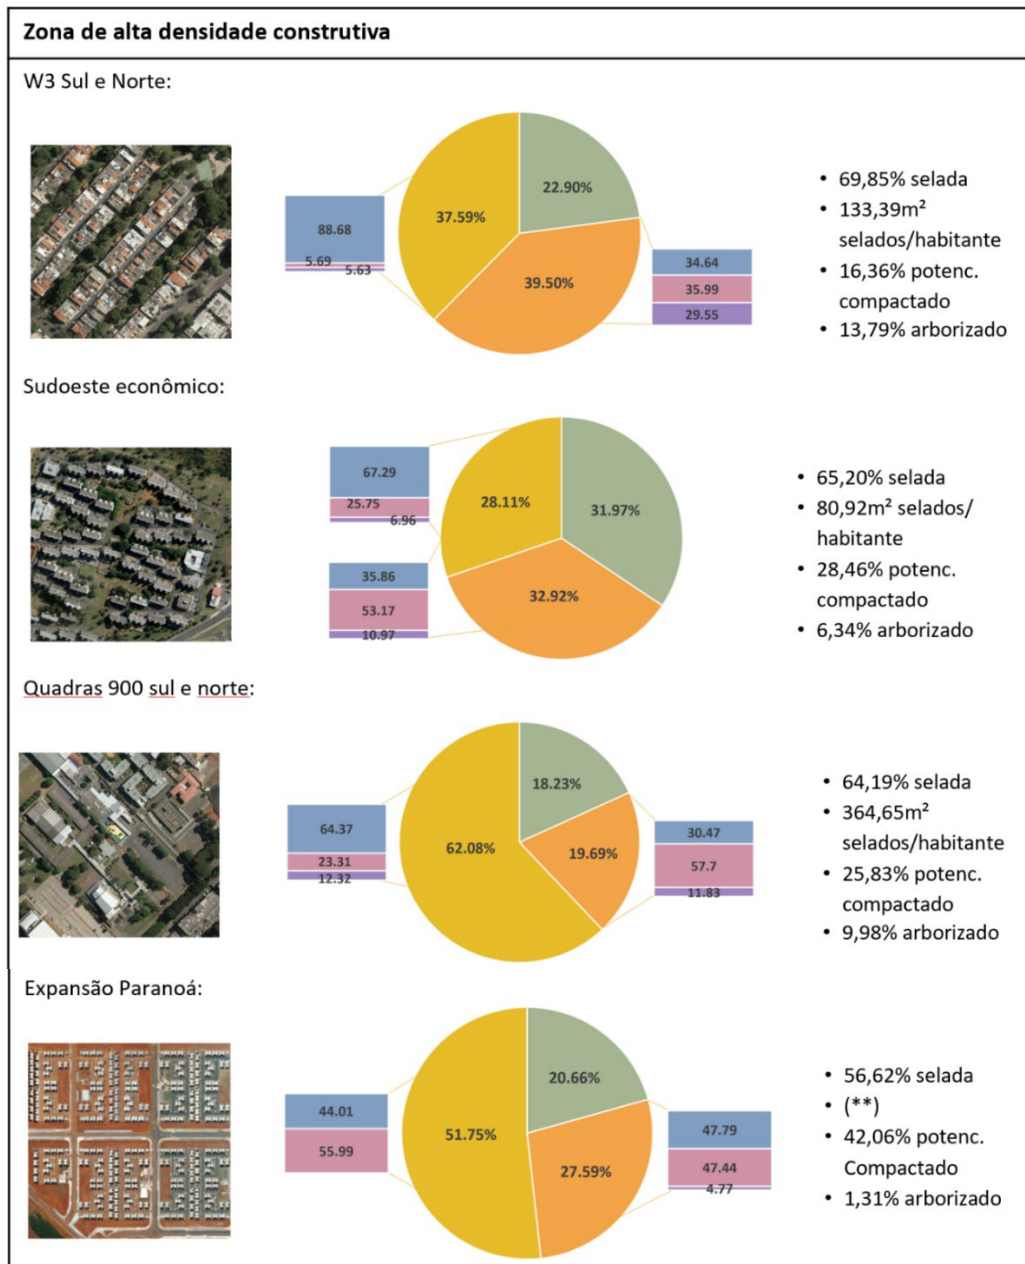 Zona de alta densidade construtiva
W3 Sul e Norte:
88.68
5.69
5.63
37.59%
22.90%
39.50%
34.64
35.99
29.55
• 69,85% selada
• 133,39m²
selados/habitante
• 16,36% potenc.
compactado
• 13,79% arborizado
Sudoeste econômico:
67.29
25.75
6.96
35.86
53.17
10.97
28.11%
31.97%
32.92%
• 65,20% selada
• 80,92m² selados/
habitante
• 28,46% potenc.
compactado
• 6,34% arborizado
Quadras 900 sul e norte:
64.37
23.31
12.32
62.08%
18.23%
19.69%
30.47
57.7
11.83
• 64,19% selada
• 364,65m²
selados/habitante
• 25,83% potenc.
compactado
• 9,98% arborizado
Expansão Paranoá:
44.01
55.99
51.75%
20.66%
27.59%
47.79
47.44
4.77
• 56,62% selada
• (**)
• 42,06% potenc.
Compactado
• 1,31% arborizado